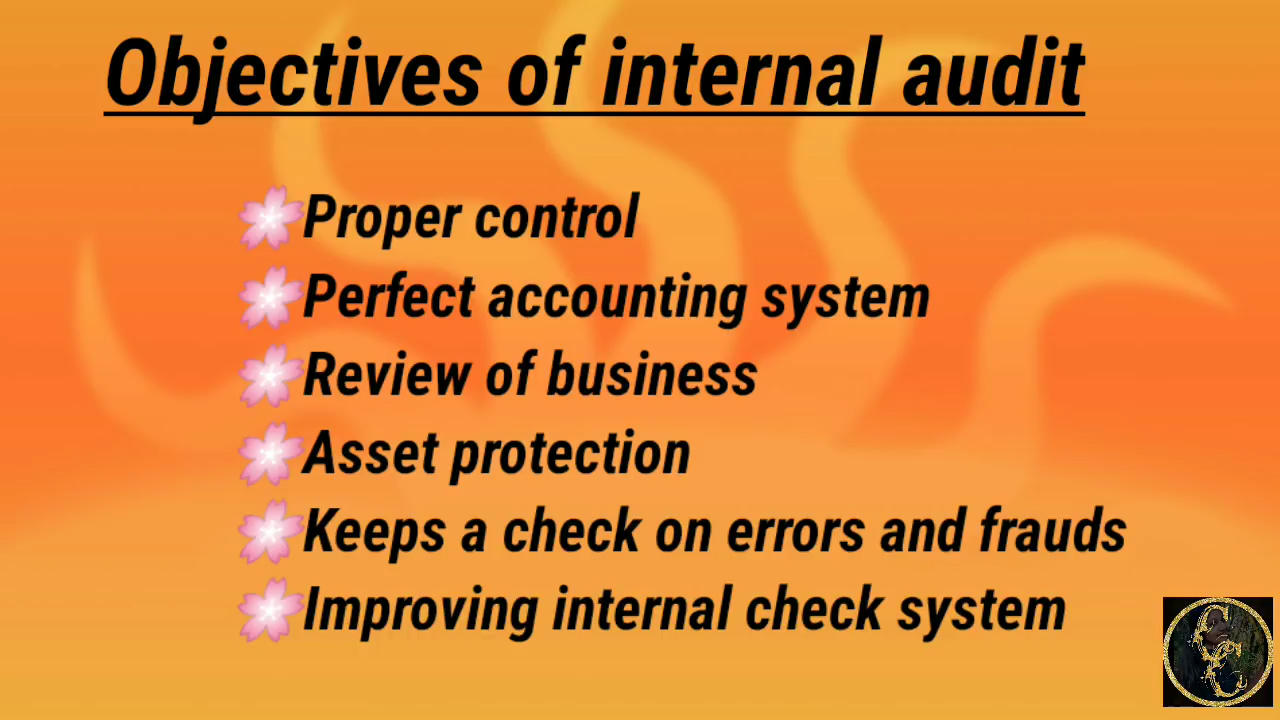 Objectives of internal audit
🌸Proper control
🌸Perfect accounting system
🌸Review of business
🌸Asset protection
🌸Keeps a check on errors and frauds
🌸Improving internal check system